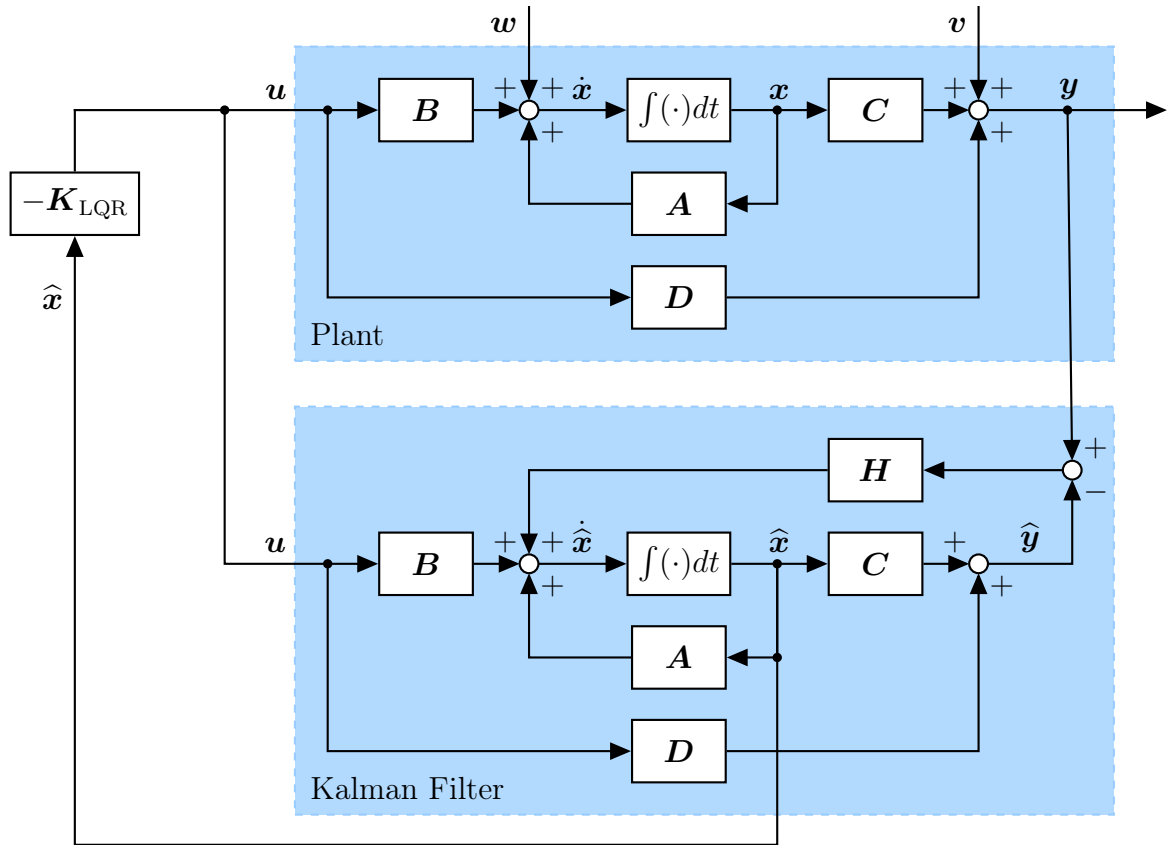 w
v
u
B
+
+
+
ẋ
∫(·)dt
x
C
+
+
+
y
−K_LQR
A
x̂
D
Plant
H
+
−
u
B
+
+
+
x̂̇
∫(·)dt
x̂
C
+
+
ŷ
A
D
Kalman Filter